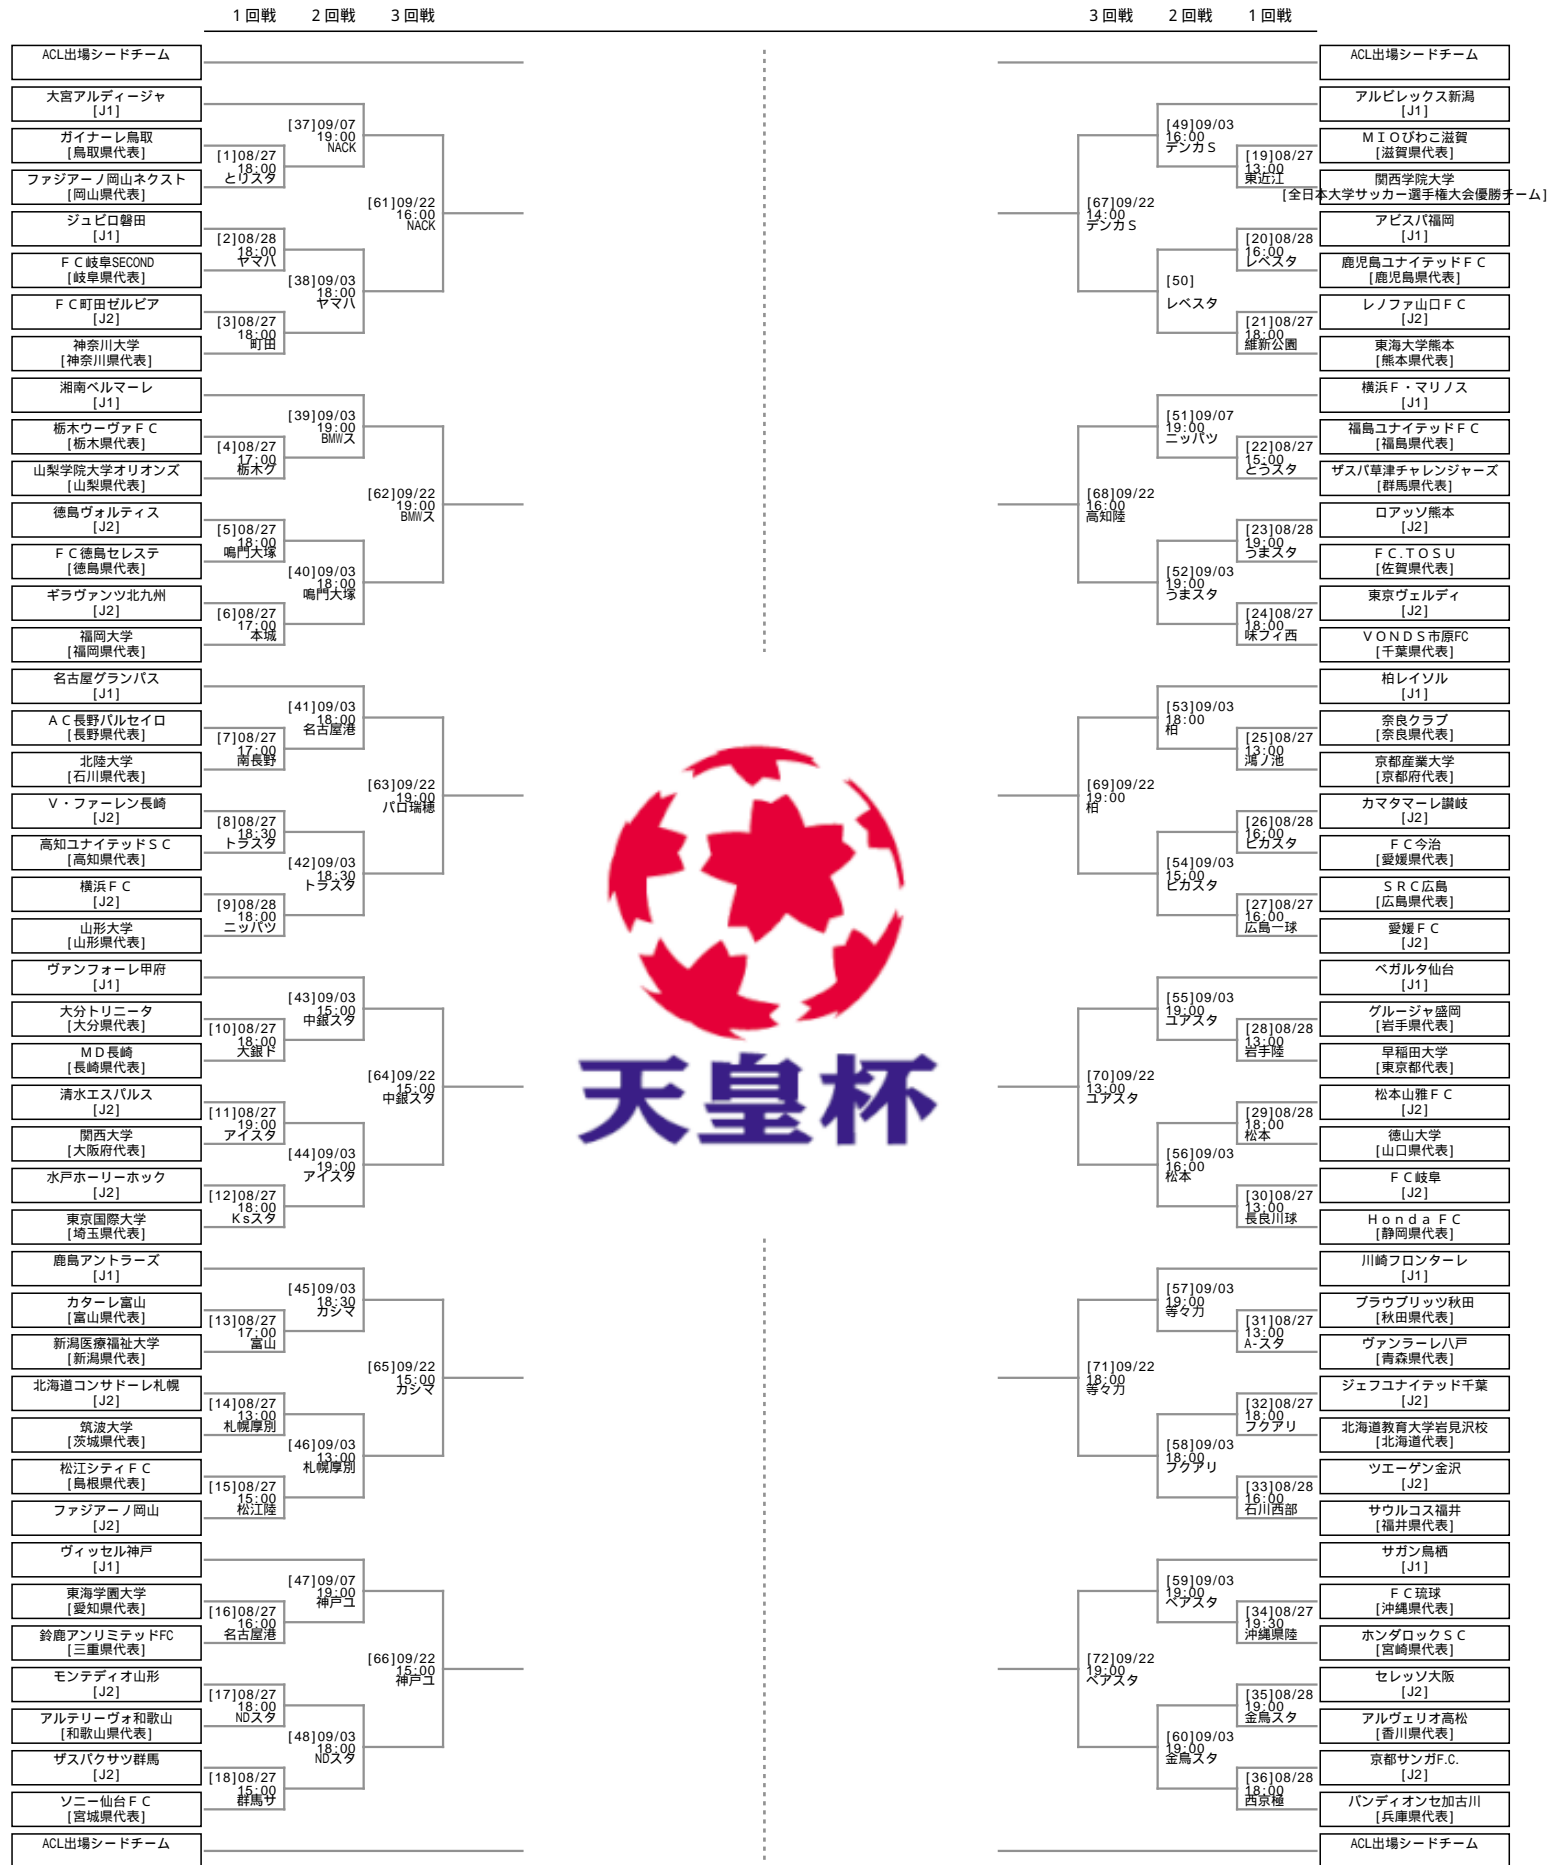 1回戦 2回戦 3回戦
ACL出場シードチーム
大宮アルディージャ
[J1]
ガイナーレ鳥取
[鳥取県代表]
ファジアーノ岡山ネクスト
[岡山県代表]
ジュビロ磐田
[J1]
ＦＣ岐阜SECOND
[岐阜県代表]
ＦＣ町田ゼルビア
[J2]
神奈川大学
[神奈川県代表]
湘南ベルマーレ
[J1]
栃木ウーヴァＦＣ
[栃木県代表]
山梨学院大学オリオンズ
[山梨県代表]
徳島ヴォルティス
[J2]
ＦＣ徳島セレステ
[徳島県代表]
ギラヴァンツ北九州
[J2]
福岡大学
[福岡県代表]
名古屋グランパス
[J1]
ＡＣ長野パルセイロ
[長野県代表]
北陸大学
[石川県代表]
Ｖ・ファーレン長崎
[J2]
高知ユナイテッドＳＣ
[高知県代表]
横浜ＦＣ
[J2]
山形大学
[山形県代表]
ヴァンフォーレ甲府
[J1]
大分トリニータ
[大分県代表]
ＭＤ長崎
[長崎県代表]
清水エスパルス
[J2]
関西大学
[大阪府代表]
水戸ホーリーホック
[J2]
東京国際大学
[埼玉県代表]
鹿島アントラーズ
[J1]
カターレ富山
[富山県代表]
新潟医療福祉大学
[新潟県代表]
北海道コンサドーレ札幌
[J2]
筑波大学
[茨城県代表]
松江シティＦＣ
[島根県代表]
ファジアーノ岡山
[J2]
ヴィッセル神戸
[J1]
東海学園大学
[愛知県代表]
鈴鹿アンリミテッドFC
[三重県代表]
モンテディオ山形
[J2]
アルテリーヴォ和歌山
[和歌山県代表]
ザスパクサツ群馬
[J2]
ソニー仙台ＦＣ
[宮城県代表]
ACL出場シードチーム
[1]08/27
18:00
とりスタ
[2]08/28
18:00
ヤマハ
[3]08/27
18:00
町田
[4]08/27
17:00
栃木グ
[5]08/27
18:00
鳴門大塚
[6]08/27
17:00
本城
[7]08/27
17:00
南長野
[8]08/27
18:30
トラスタ
[9]08/28
18:00
ニッパツ
[10]08/27
18:00
大銀ド
[11]08/27
19:00
アイスタ
[12]08/27
18:00
Ksスタ
[13]08/27
17:00
富山
[14]08/27
13:00
札幌厚別
[15]08/27
15:00
松江陸
[16]08/27
16:00
名古屋港
[17]08/27
18:00
NDスタ
[18]08/27
15:00
群馬サ
[37]09/07
19:00
NACK
[38]09/03
18:00
ヤマハ
[39]09/03
19:00
BMWス
[40]09/03
18:00
鳴門大塚
[41]09/03
18:00
名古屋港
[42]09/03
18:30
トラスタ
[43]09/03
15:00
中銀スタ
[44]09/03
19:00
アイスタ
[45]09/03
18:30
カシマ
[46]09/03
13:00
札幌厚別
[47]09/07
19:00
神戸ユ
[48]09/03
18:00
NDスタ
[61]09/22
16:00
NACK
[62]09/22
19:00
BMWス
[63]09/22
19:00
パロ瑞穂
[64]09/22
15:00
中銀スタ
[65]09/22
15:00
カシマ
[66]09/22
15:00
神戸ユ
天皇杯
3回戦 2回戦 1回戦
[67]09/22
14:00
デンカＳ
[68]09/22
16:00
高知陸
[69]09/22
19:00
柏
[70]09/22
13:00
ユアスタ
[71]09/22
18:00
等々力
[72]09/22
19:00
ベアスタ
[49]09/03
16:00
デンカＳ
[50]
レベスタ
[51]09/07
19:00
ニッパツ
[52]09/03
19:00
うまスタ
[53]09/03
18:00
柏
[54]09/03
15:00
ピカスタ
[55]09/03
19:00
ユアスタ
[56]09/03
16:00
松本
[57]09/03
19:00
等々力
[58]09/03
18:00
フクアリ
[59]09/03
19:00
ベアスタ
[60]09/03
19:00
金鳥スタ
[19]08/27
13:00
東近江
[20]08/28
16:00
レベスタ
[21]08/27
18:00
維新公園
[22]08/27
15:00
とうスタ
[23]08/28
19:00
うまスタ
[24]08/27
18:00
味フィ西
[25]08/27
13:00
鴻ノ池
[26]08/28
16:00
ピカスタ
[27]08/27
16:00
広島一球
[28]08/28
13:00
岩手陸
[29]08/28
18:00
松本
[30]08/27
13:00
長良川球
[31]08/27
13:00
A-スタ
[32]08/27
18:00
フクアリ
[33]08/28
16:00
石川西部
[34]08/27
19:30
沖縄県陸
[35]08/28
19:00
金鳥スタ
[36]08/28
18:00
西京極
ACL出場シードチーム
アルビレックス新潟
[J1]
ＭＩＯびわこ滋賀
[滋賀県代表]
関西学院大学
[全日本大学サッカー選手権大会優勝チーム]
アビスパ福岡
[J1]
鹿児島ユナイテッドＦＣ
[鹿児島県代表]
レノファ山口ＦＣ
[J2]
東海大学熊本
[熊本県代表]
横浜Ｆ・マリノス
[J1]
福島ユナイテッドＦＣ
[福島県代表]
ザスパ草津チャレンジャーズ
[群馬県代表]
ロアッソ熊本
[J2]
ＦＣ.ＴＯＳＵ
[佐賀県代表]
東京ヴェルディ
[J2]
ＶＯＮＤＳ市原FC
[千葉県代表]
柏レイソル
[J1]
奈良クラブ
[奈良県代表]
京都産業大学
[京都府代表]
カマタマーレ讃岐
[J2]
ＦＣ今治
[愛媛県代表]
ＳＲＣ広島
[広島県代表]
愛媛ＦＣ
[J2]
ベガルタ仙台
[J1]
グルージャ盛岡
[岩手県代表]
早稲田大学
[東京都代表]
松本山雅ＦＣ
[J2]
徳山大学
[山口県代表]
ＦＣ岐阜
[J2]
Ｈｏｎｄａ ＦＣ
[静岡県代表]
川崎フロンターレ
[J1]
ブラウブリッツ秋田
[秋田県代表]
ヴァンラーレ八戸
[青森県代表]
ジェフユナイテッド千葉
[J2]
北海道教育大学岩見沢校
[北海道代表]
ツエーゲン金沢
[J2]
サウルコス福井
[福井県代表]
サガン鳥栖
[J1]
ＦＣ琉球
[沖縄県代表]
ホンダロックＳＣ
[宮崎県代表]
セレッソ大阪
[J2]
アルヴェリオ高松
[香川県代表]
京都サンガF.C.
[J2]
バンディオンセ加古川
[兵庫県代表]
ACL出場シードチーム